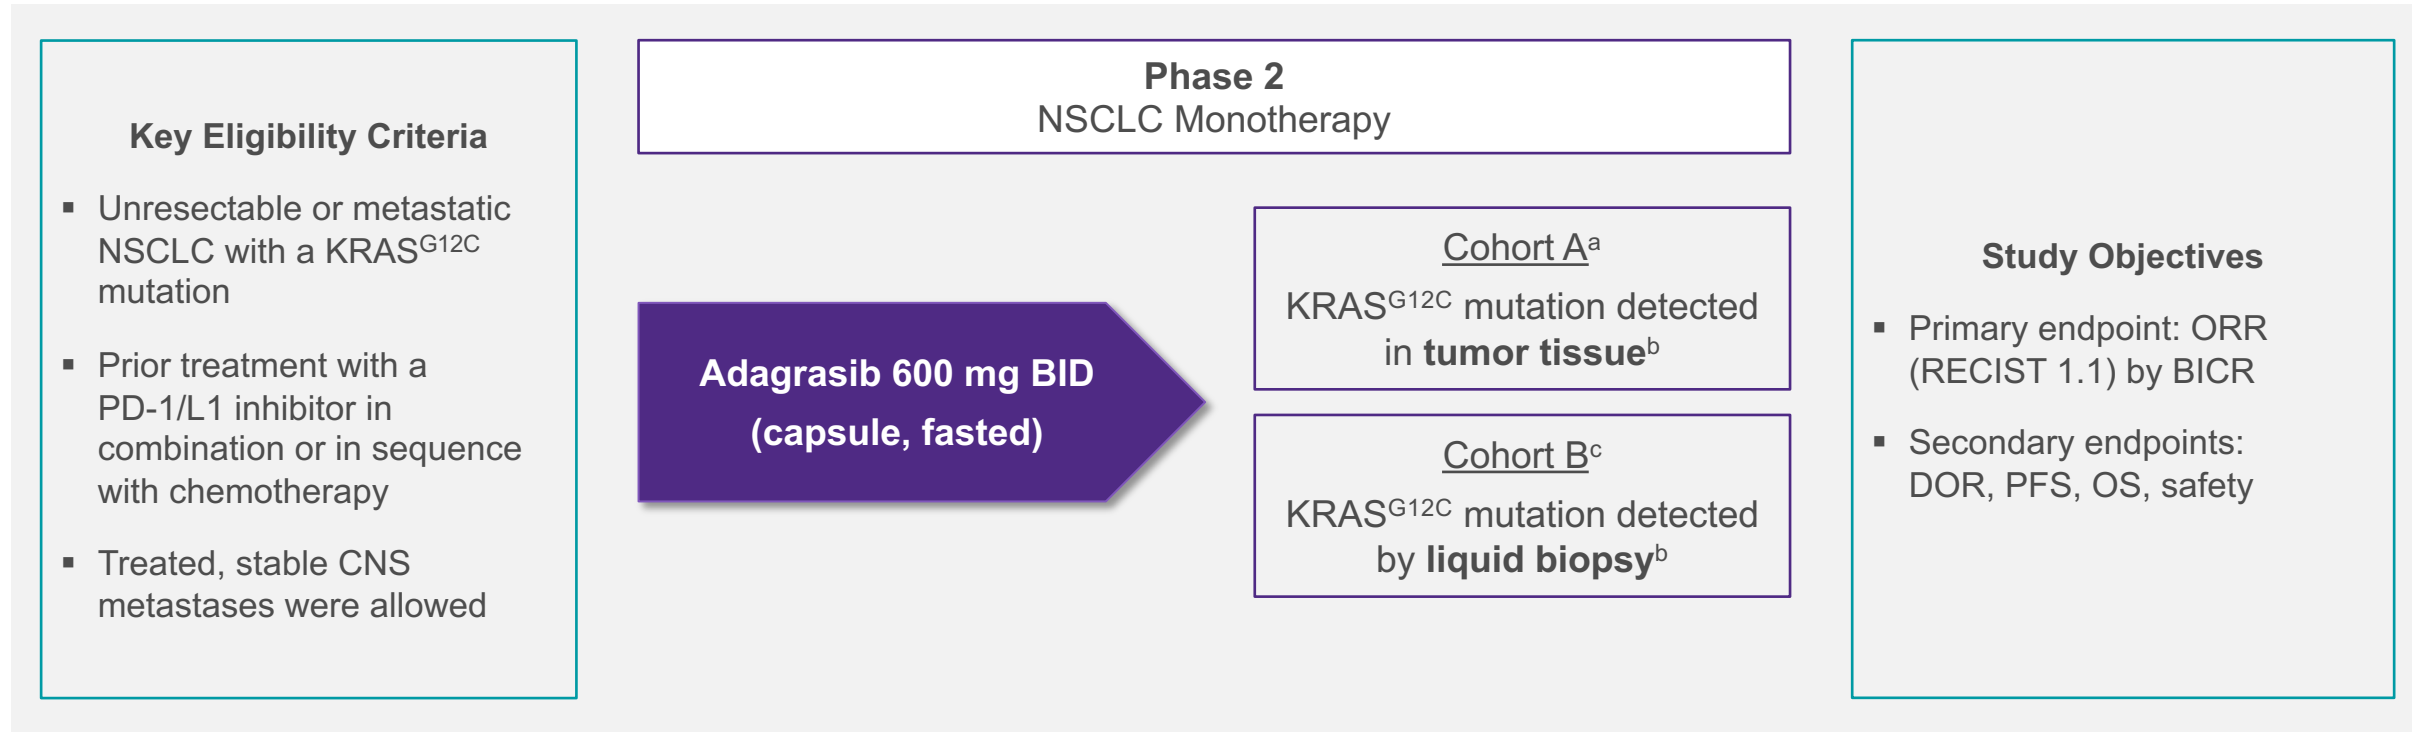 Key Eligibility Criteria
▪ Unresectable or metastatic
NSCLC with a KRASG12C
mutation
▪ Prior treatment with a
PD-1/L1 inhibitor in
combination or in sequence
with chemotherapy
▪ Treated, stable CNS
metastases were allowed
Phase 2
NSCLC Monotherapy
Adagrasib 600 mg BID
(capsule, fasted)
Cohort Aa
KRASG12C mutation detected
in tumor tissueb
Cohort Bc
KRASG12C mutation detected
by liquid biopsyb
Study Objectives
▪ Primary endpoint: ORR
(RECIST 1.1) by BICR
▪ Secondary endpoints:
DOR, PFS, OS, safety